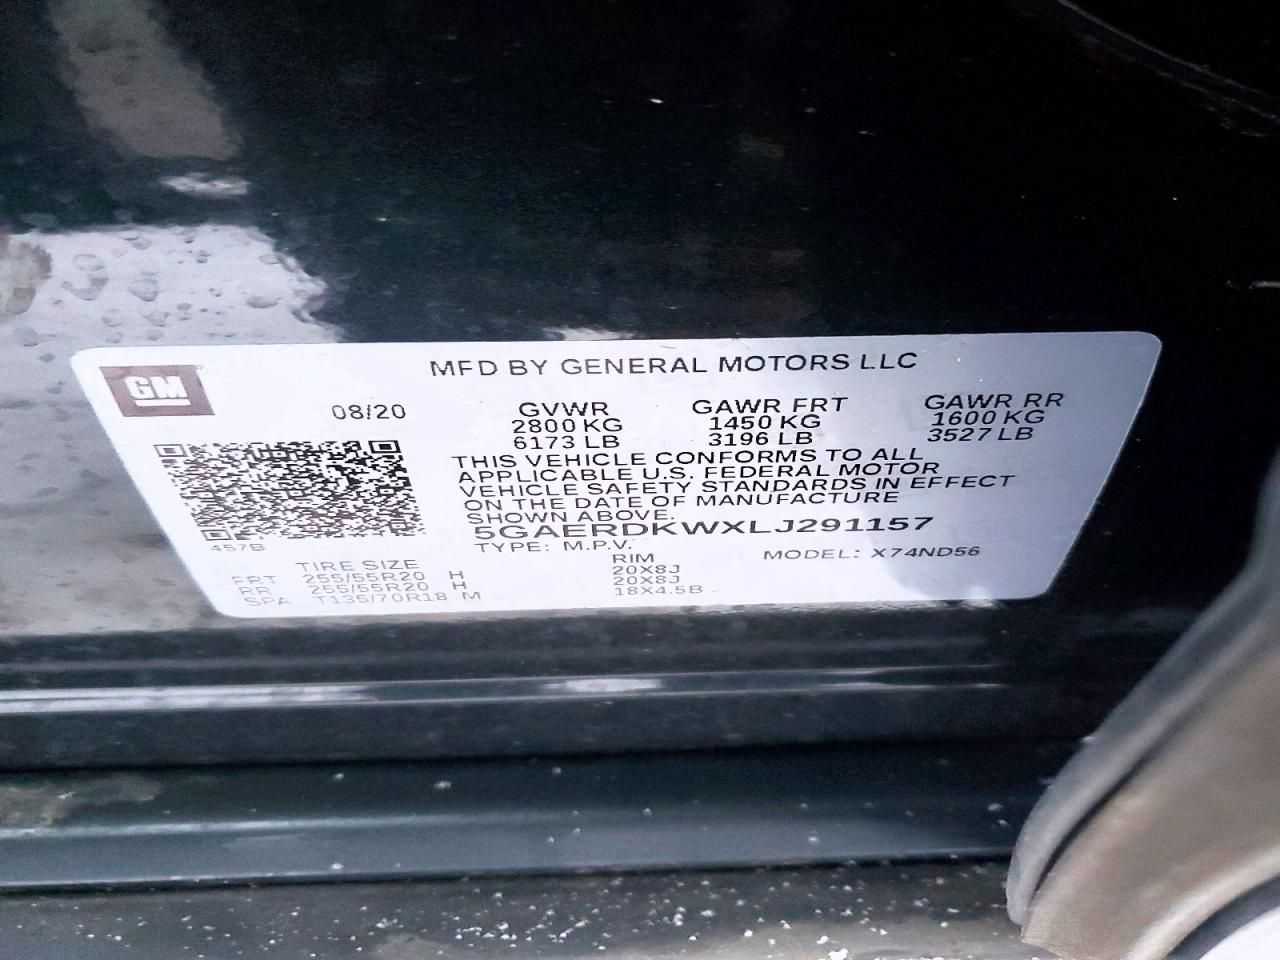 GM
MFD BY GENERAL MOTORS LLC
08/20 GVWR GAWR FRT GAWR RR
2800 KG 1450 KG 1600 KG
6173 LB 3196 LB 3527 LB
THIS VEHICLE CONFORMS TO ALL
APPLICABLE U.S. FEDERAL MOTOR
VEHICLE SAFETY STANDARDS IN EFFECT
ON THE DATE OF MANUFACTURE
SHOWN ABOVE.
5GAERDKWXLJ291157
457B TYPE: M.P.V. MODEL: X74ND56
TIRE SIZE RIM
FRT 255/55R20 H 20X8J
RR 255/55R20 H 20X8J
SPA T135/70R18 M 18X4.5B